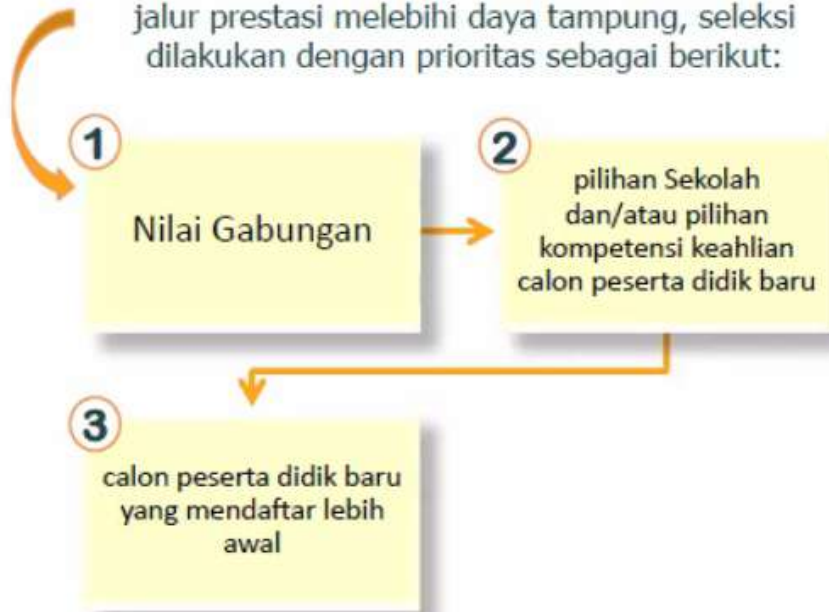 jalur prestasi melebihi daya tampung, seleksi
dilakukan dengan prioritas sebagai berikut:
1
Nilai Gabungan
2
pilihan Sekolah
dan/atau pilihan
kompetensi keahlian
calon peserta didik baru
3
calon peserta didik baru
yang mendaftar lebih
awal